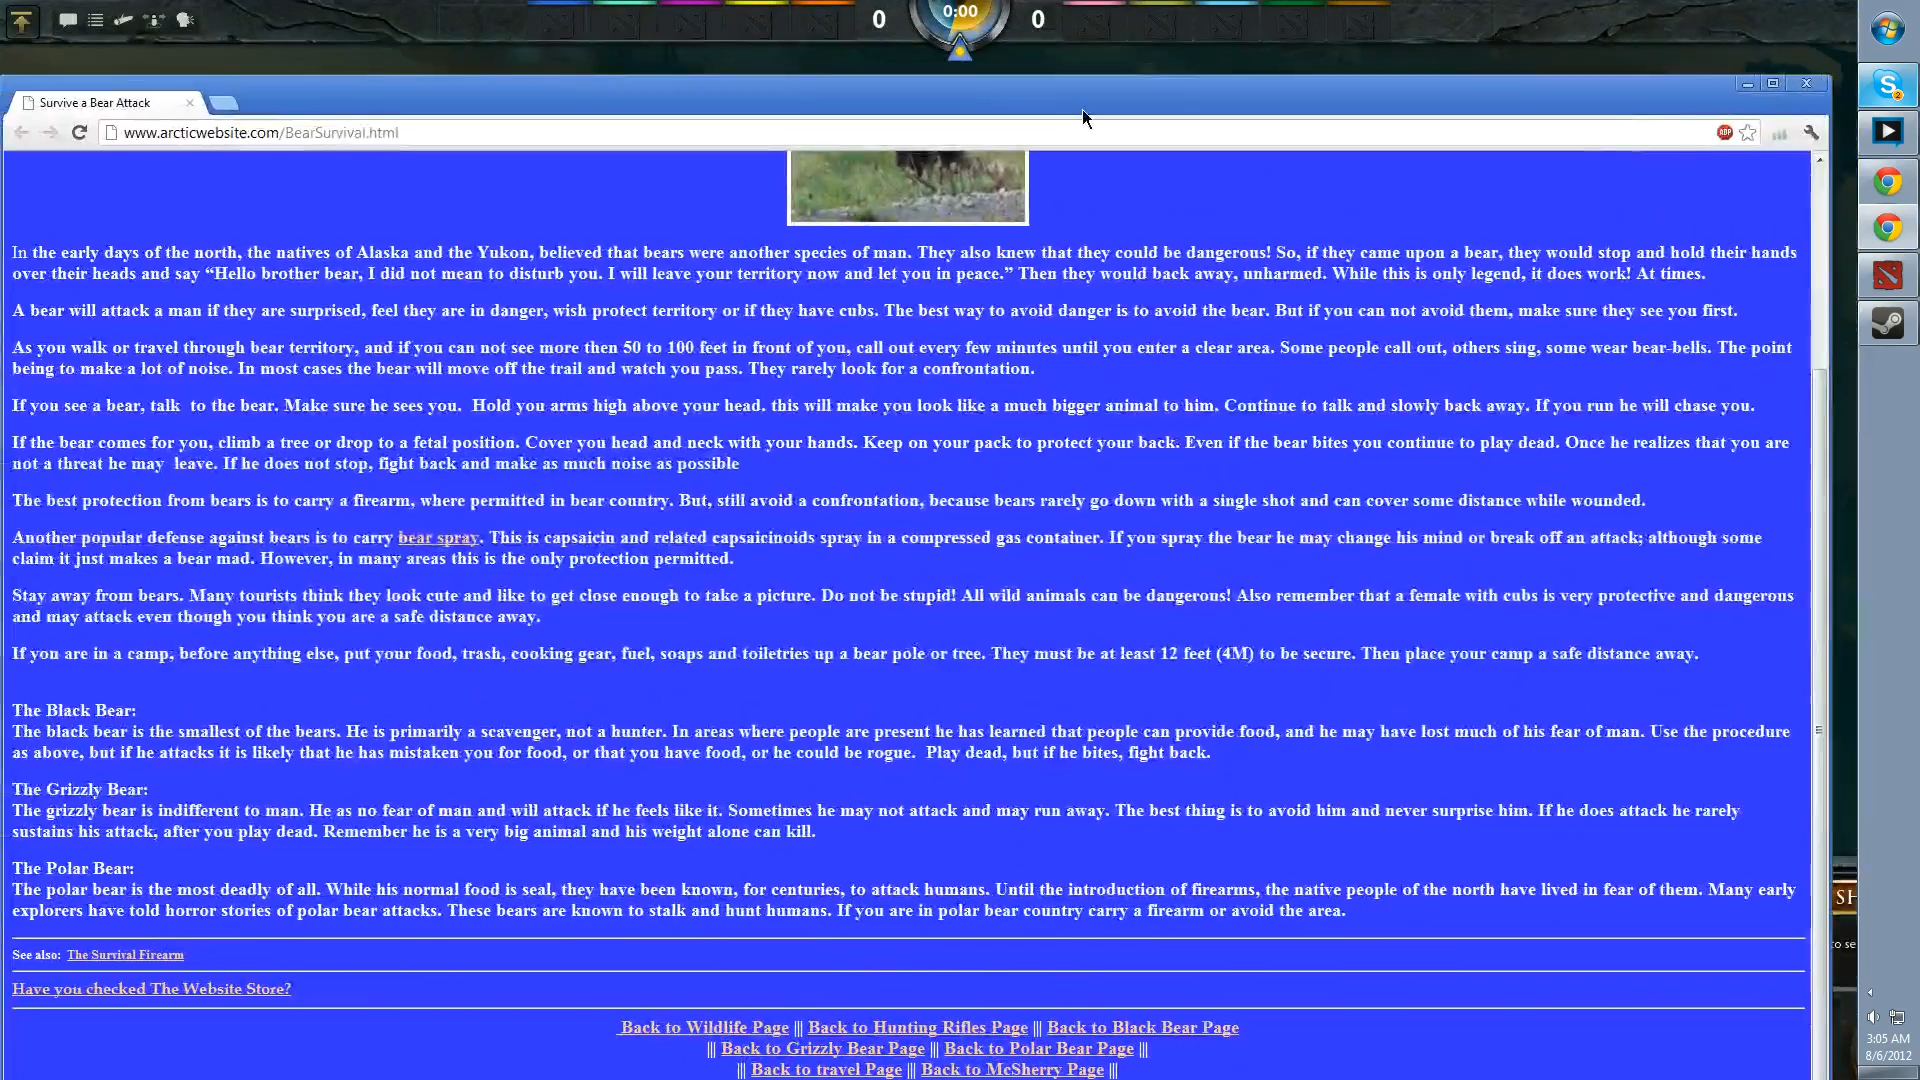 0 0:00 0
Survive a Bear Attack
www.arcticwebsite.com/BearSurvival.html
ABP
In the early days of the north, the natives of Alaska and the Yukon, believed that bears were another species of man. They also knew that they could be dangerous! So, if they came upon a bear, they would stop and hold their hands
over their heads and say “Hello brother bear, I did not mean to disturb you. I will leave your territory now and let you in peace.” Then they would back away, unharmed. While this is only legend, it does work! At times.
A bear will attack a man if they are surprised, feel they are in danger, wish protect territory or if they have cubs. The best way to avoid danger is to avoid the bear. But if you can not avoid them, make sure they see you first.
As you walk or travel through bear territory, and if you can not see more then 50 to 100 feet in front of you, call out every few minutes until you enter a clear area. Some people call out, others sing, some wear bear-bells. The point
being to make a lot of noise. In most cases the bear will move off the trail and watch you pass. They rarely look for a confrontation.
If you see a bear, talk to the bear. Make sure he sees you. Hold you arms high above your head. this will make you look like a much bigger animal to him. Continue to talk and slowly back away. If you run he will chase you.
If the bear comes for you, climb a tree or drop to a fetal position. Cover you head and neck with your hands. Keep on your pack to protect your back. Even if the bear bites you continue to play dead. Once he realizes that you are
not a threat he may leave. If he does not stop, fight back and make as much noise as possible
The best protection from bears is to carry a firearm, where permitted in bear country. But, still avoid a confrontation, because bears rarely go down with a single shot and can cover some distance while wounded.
Another popular defense against bears is to carry bear spray. This is capsaicin and related capsaicinoids spray in a compressed gas container. If you spray the bear he may change his mind or break off an attack; although some
claim it just makes a bear mad. However, in many areas this is the only protection permitted.
Stay away from bears. Many tourists think they look cute and like to get close enough to take a picture. Do not be stupid! All wild animals can be dangerous! Also remember that a female with cubs is very protective and dangerous
and may attack even though you think you are a safe distance away.
If you are in a camp, before anything else, put your food, trash, cooking gear, fuel, soaps and toiletries up a bear pole or tree. They must be at least 12 feet (4M) to be secure. Then place your camp a safe distance away.
The Black Bear:
The black bear is the smallest of the bears. He is primarily a scavenger, not a hunter. In areas where people are present he has learned that people can provide food, and he may have lost much of his fear of man. Use the procedure
as above, but if he attacks it is likely that he has mistaken you for food, or that you have food, or he could be rogue. Play dead, but if he bites, fight back.
The Grizzly Bear:
The grizzly bear is indifferent to man. He as no fear of man and will attack if he feels like it. Sometimes he may not attack and may run away. The best thing is to avoid him and never surprise him. If he does attack he rarely
sustains his attack, after you play dead. Remember he is a very big animal and his weight alone can kill.
The Polar Bear:
The polar bear is the most deadly of all. While his normal food is seal, they have been known, for centuries, to attack humans. Until the introduction of firearms, the native people of the north have lived in fear of them. Many early
explorers have told horror stories of polar bear attacks. These bears are known to stalk and hunt humans. If you are in polar bear country carry a firearm or avoid the area.
SH
to se
See also: The Survival Firearm
Have you checked The Website Store?
Back to Wildlife Page ||| Back to Hunting Rifles Page ||| Back to Black Bear Page
||| Back to Grizzly Bear Page ||| Back to Polar Bear Page |||
||| Back to travel Page ||| Back to McSherry Page |||
3:05 AM
8/6/2012